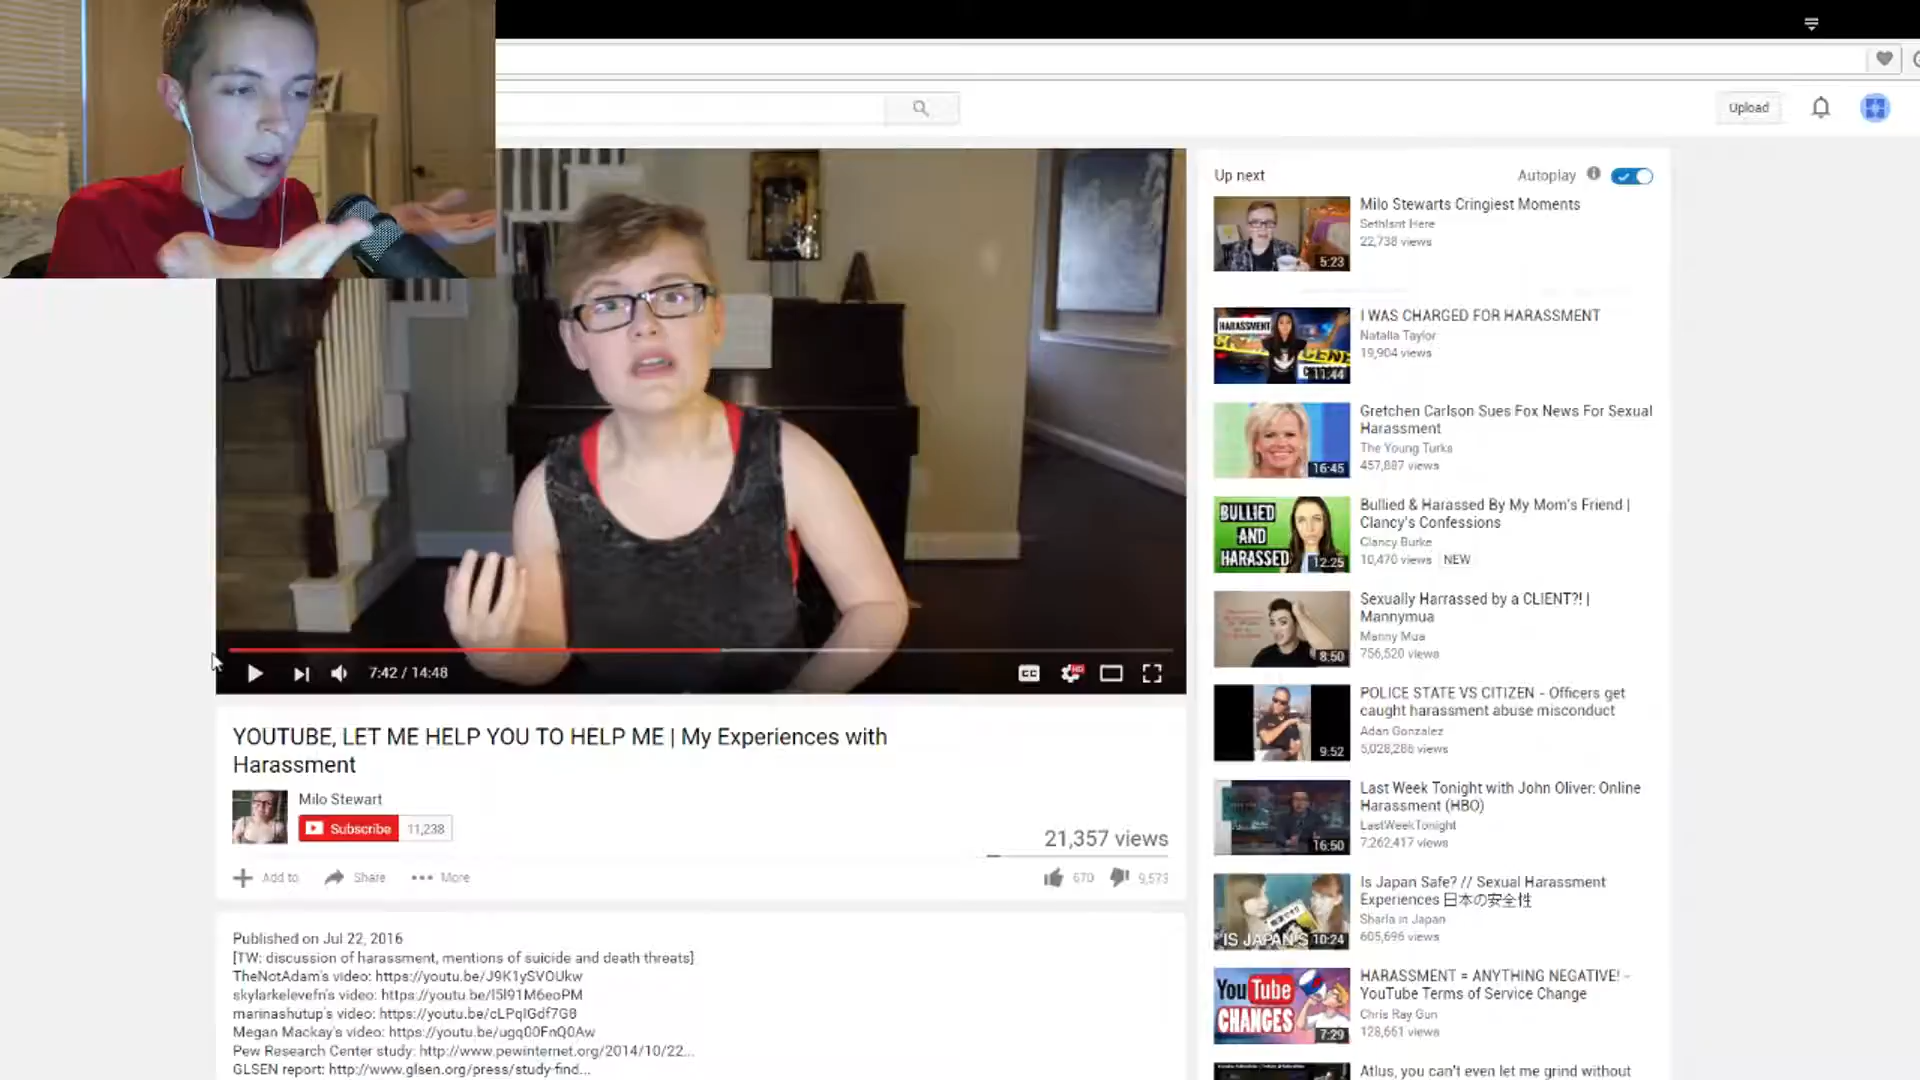 Upload
Up next
Autoplay
Milo Stewarts Cringiest Moments
SethIsnt Here
22,738 views
5:23
HARESSMENT
I WAS CHARGED FOR HARASSMENT
Natalia Taylor
19,904 views
11:44
Gretchen Carlson Sues Fox News For Sexual
Harassment
The Young Turks
457,887 views
16:45
BULLIED
AND
HARASSED
12:25
Bullied & Harassed By My Mom's Friend |
Clancy's Confessions
Clancy Burke
10,470 views NEW
Sexually Harrassed by a CLIENT?! |
Mannymua
Manny Mua
756,520 views
8:50
POLICE STATE VS CITIZEN - Officers get
caught harassment abuse misconduct
Adan Gonzalez
5,028,286 views
9:52
Last Week Tonight with John Oliver: Online
Harassment (HBO)
LastWeekTonight
7,262,417 views
16:50
Is Japan Safe? // Sexual Harassment
Experiences 日本の安全性
Sharla in Japan
605,696 views
IS JAPAN S
10:24
HARASSMENT = ANYTHING NEGATIVE! -
YouTube Terms of Service Change
Chris Ray Gun
128,661 views
You Tube
CHANGES
7:29
Atlus, you can't even let me grind without
7:42 / 14:48
CC
HD
YOUTUBE, LET ME HELP YOU TO HELP ME | My Experiences with
Harassment
Milo Stewart
Subscribe 11,238
21,357 views
Add to Share More
670 9,573
Published on Jul 22, 2016
[TW: discussion of harassment, mentions of suicide and death threats]
TheNotAdam's video: https://youtu.be/J9K1ySVOUkw
skylarkelevefn's video: https://youtu.be/l5l91M6eoPM
marinashutup's video: https://youtu.be/cLPqIGdf7G8
Megan Mackay's video: https://youtu.be/ugq00FnQ0Aw
Pew Research Center study: http://www.pewinternet.org/2014/10/22...
GLSEN report: http://www.glsen.org/press/study-find...